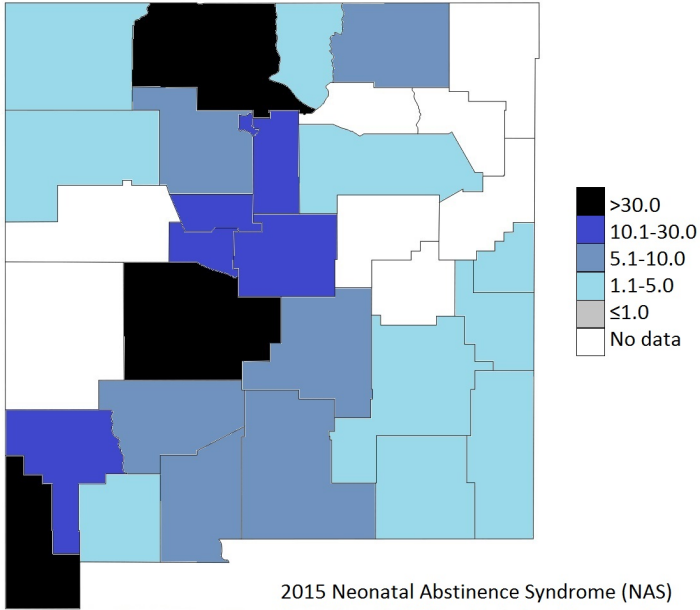 >30.0
10.1-30.0
5.1-10.0
1.1-5.0
≤1.0
No data
2015 Neonatal Abstinence Syndrome (NAS)